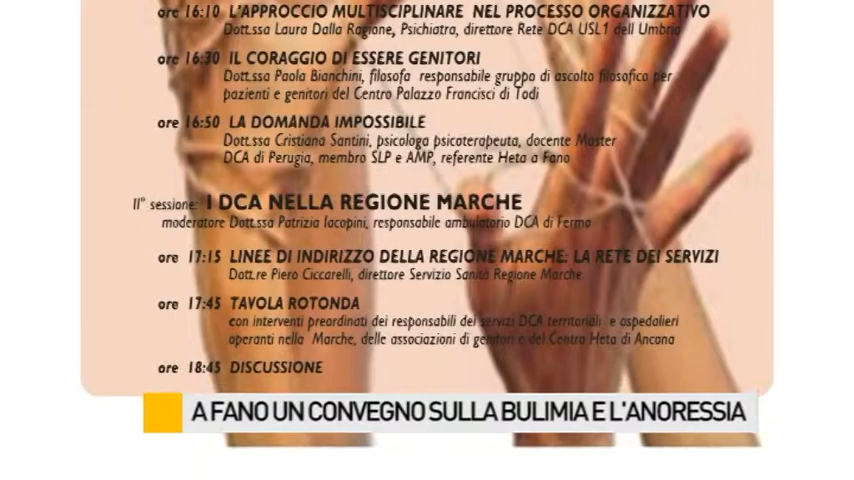 ore 16:10 L'APPROCCIO MULTISCIPLINARE NEL PROCESSO ORGANIZZATIVO
Dott.ssa Laura Dalla Ragione, Psichiatra, direttore Rete DCA USL1 dell'Umbria
ore 16:30 IL CORAGGIO DI ESSERE GENITORI
Dott.ssa Paola Bianchini, filosofa responsabile gruppo di ascolto filosofico per
pazienti e genitori del Centro Palazzo Francisci di Todi
ore 16:50 LA DOMANDA IMPOSSIBILE
Dott.ssa Cristiana Santini, psicologa psicoterapeuta, docente Master
DCA di Perugia, membro SLP e AMP, referente Heta a Fano
II° sessione: I DCA NELLA REGIONE MARCHE
moderatore Dott.ssa Patrizia Iacopini, responsabile ambulatorio DCA di Fermo
ore 17:15 LINEE DI INDIRIZZO DELLA REGIONE MARCHE: LA RETE DEI SERVIZI
Dott.re Piero Ciccarelli, direttore Servizio Sanità Regione Marche
ore 17:45 TAVOLA ROTONDA
con interventi preordinati dei responsabili dei servizi DCA territoriali e ospedalieri
operanti nella Marche, delle associazioni di genitori e del Centro Heta di Ancona
ore 18:45 DISCUSSIONE
A FANO UN CONVEGNO SULLA BULIMIA E L'ANORESSIA